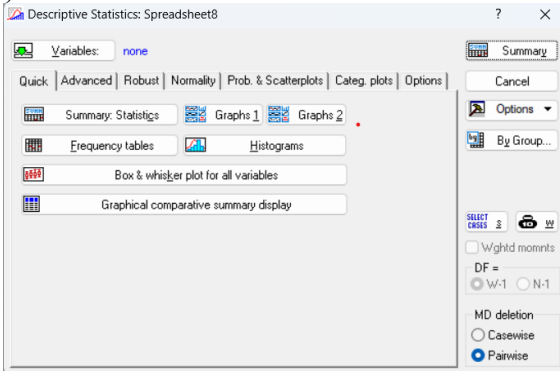 Descriptive Statistics: Spreadsheet8 ?
Variables: none
Summary
Quick Advanced Robust Normality Prob. & Scatterplots Categ. plots Options
Cancel
Summary: Statistics Graphs 1 Graphs 2
Options
Frequency tables Histograms
By Group...
Box & whisker plot for all variables
Graphical comparative summary display
SELECT CASES S W
Wghtd momnts
DF =
W-1 N-1
MD deletion
Casewise
Pairwise